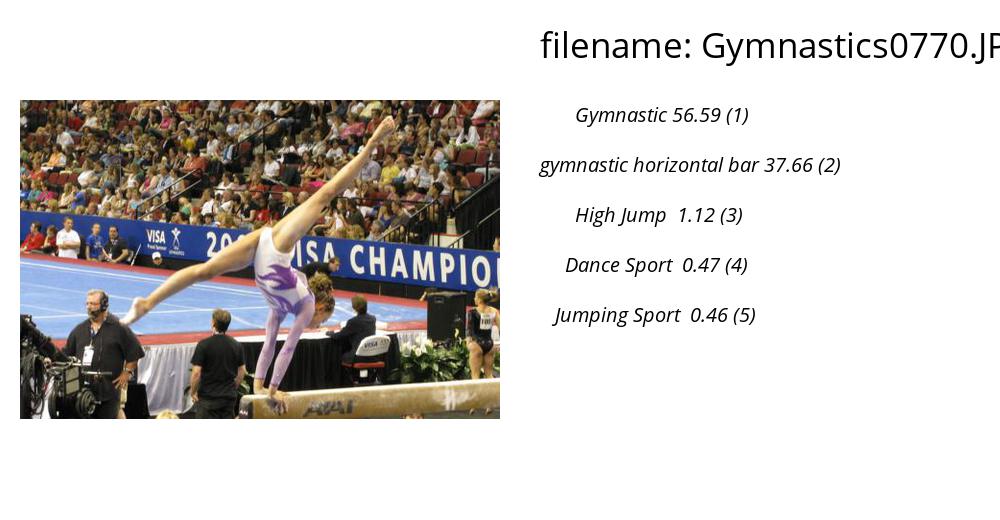 filename: Gymnastics0770.JP
Gymnastic 56.59 (1)
gymnastic horizontal bar 37.66 (2)
High Jump 1.12 (3)
Dance Sport 0.47 (4)
Jumping Sport 0.46 (5)
VISA
VISA CHAMPIO
VISA